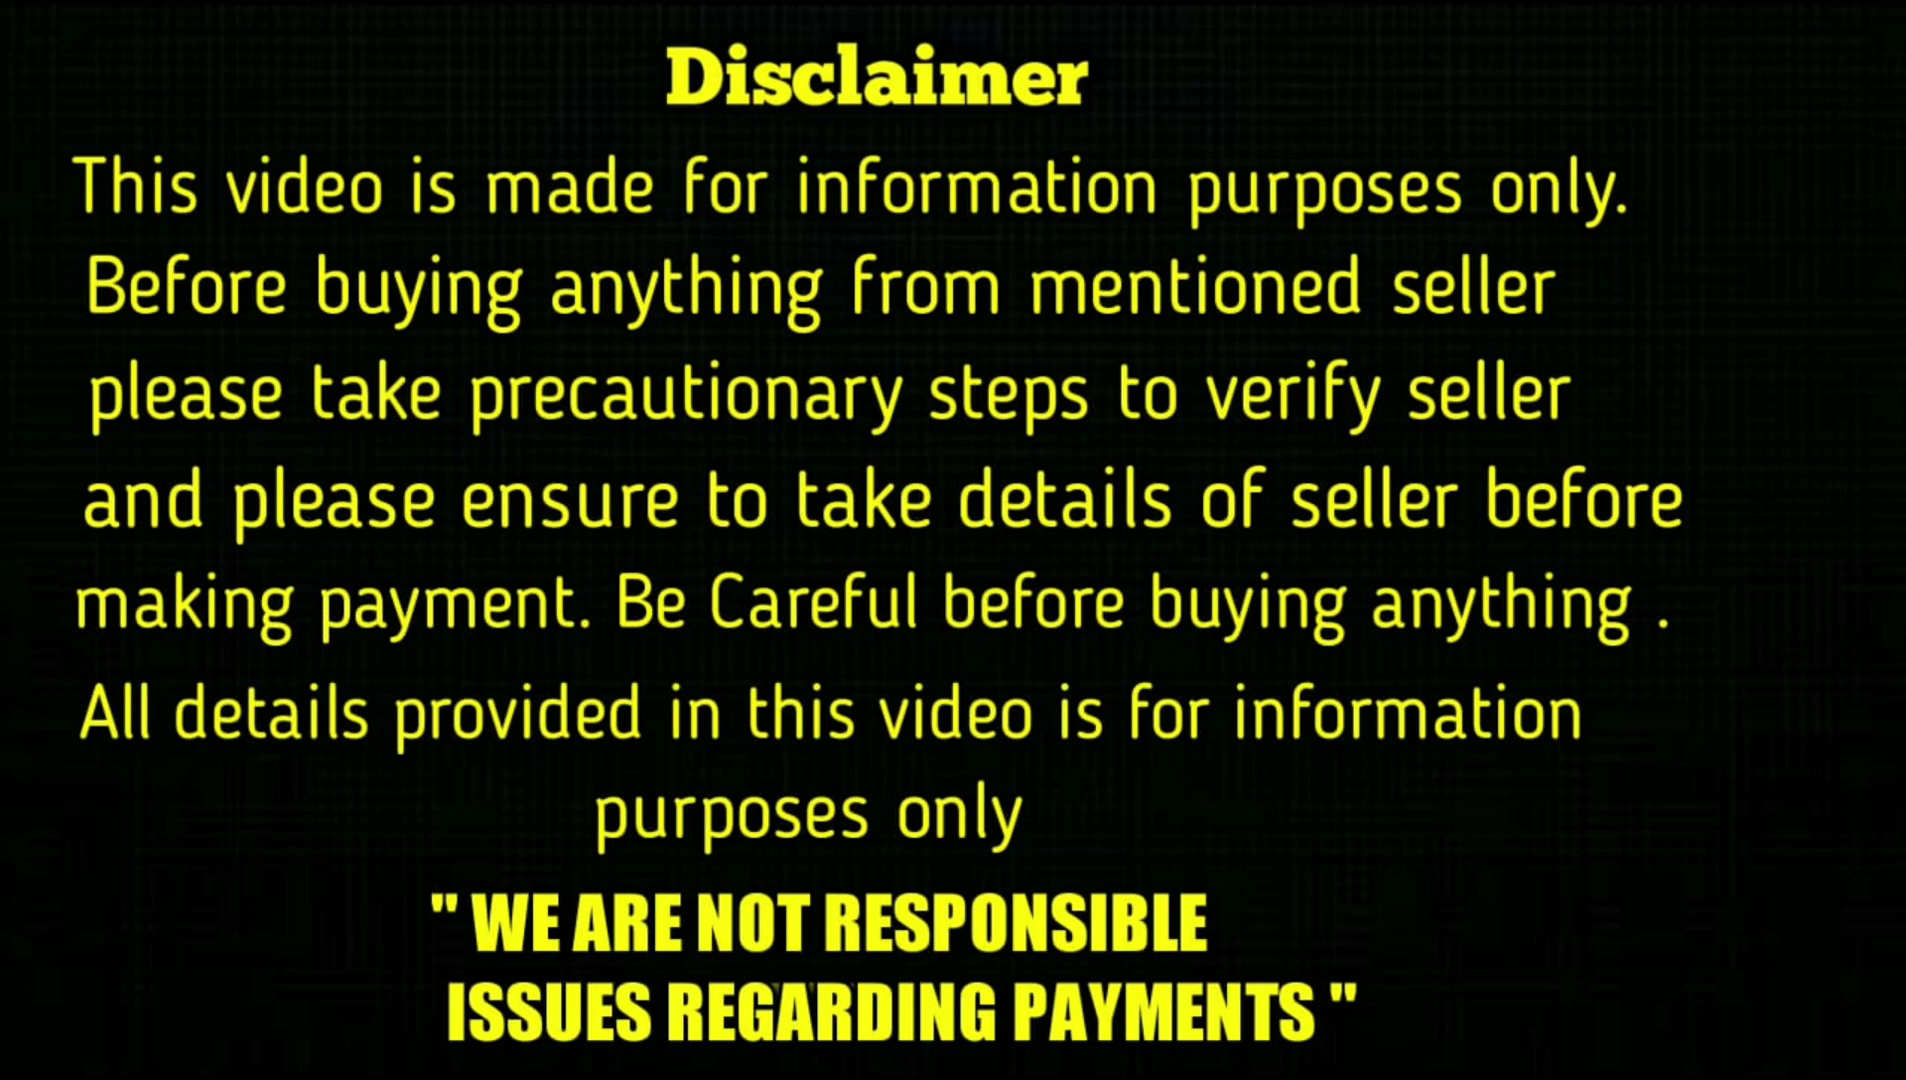 Disclaimer
This video is made for information purposes only.
Before buying anything from mentioned seller
please take precautionary steps to verify seller
and please ensure to take details of seller before
making payment. Be Careful before buying anything .
All details provided in this video is for information
purposes only
" WE ARE NOT RESPONSIBLE
ISSUES REGARDING PAYMENTS "